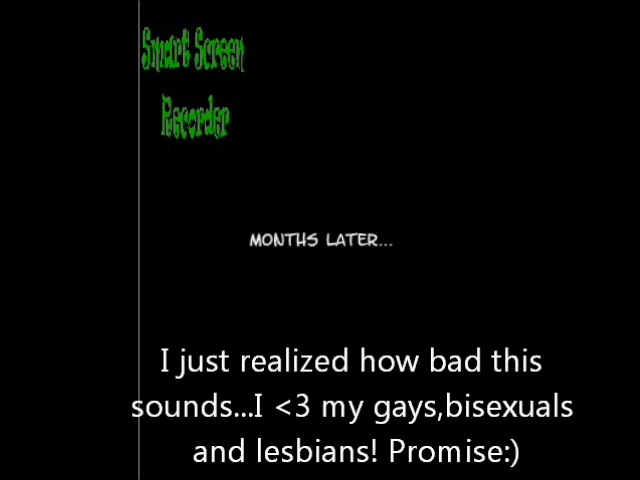 Smart Screen
Recorder
MONTHS LATER...
I just realized how bad this
sounds...I <3 my gays,bisexuals
and lesbians! Promise:)